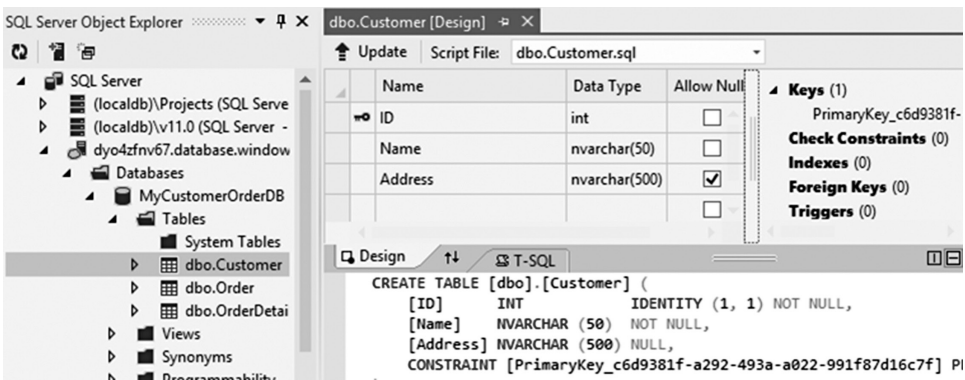 SQL Server Object Explorer
SQL Server
(localdb)\Projects (SQL Serve
(localdb)\v11.0 (SQL Server -
dyo4zfnv67.database.window
Databases
MyCustomerOrderDB
Tables
System Tables
dbo.Customer
dbo.Order
dbo.OrderDetai
Views
Synonyms
Programmability
dbo.Customer [Design]
Update Script File: dbo.Customer.sql
Name Data Type Allow Null
ID int
Name nvarchar(50)
Address nvarchar(500)
Keys (1)
PrimaryKey_c6d9381f-
Check Constraints (0)
Indexes (0)
Foreign Keys (0)
Triggers (0)
Design T-SQL
CREATE TABLE [dbo].[Customer] (
[ID] INT IDENTITY (1, 1) NOT NULL,
[Name] NVARCHAR (50) NOT NULL,
[Address] NVARCHAR (500) NULL,
CONSTRAINT [PrimaryKey_c6d9381f-a292-493a-a022-991f87d16c7f] P